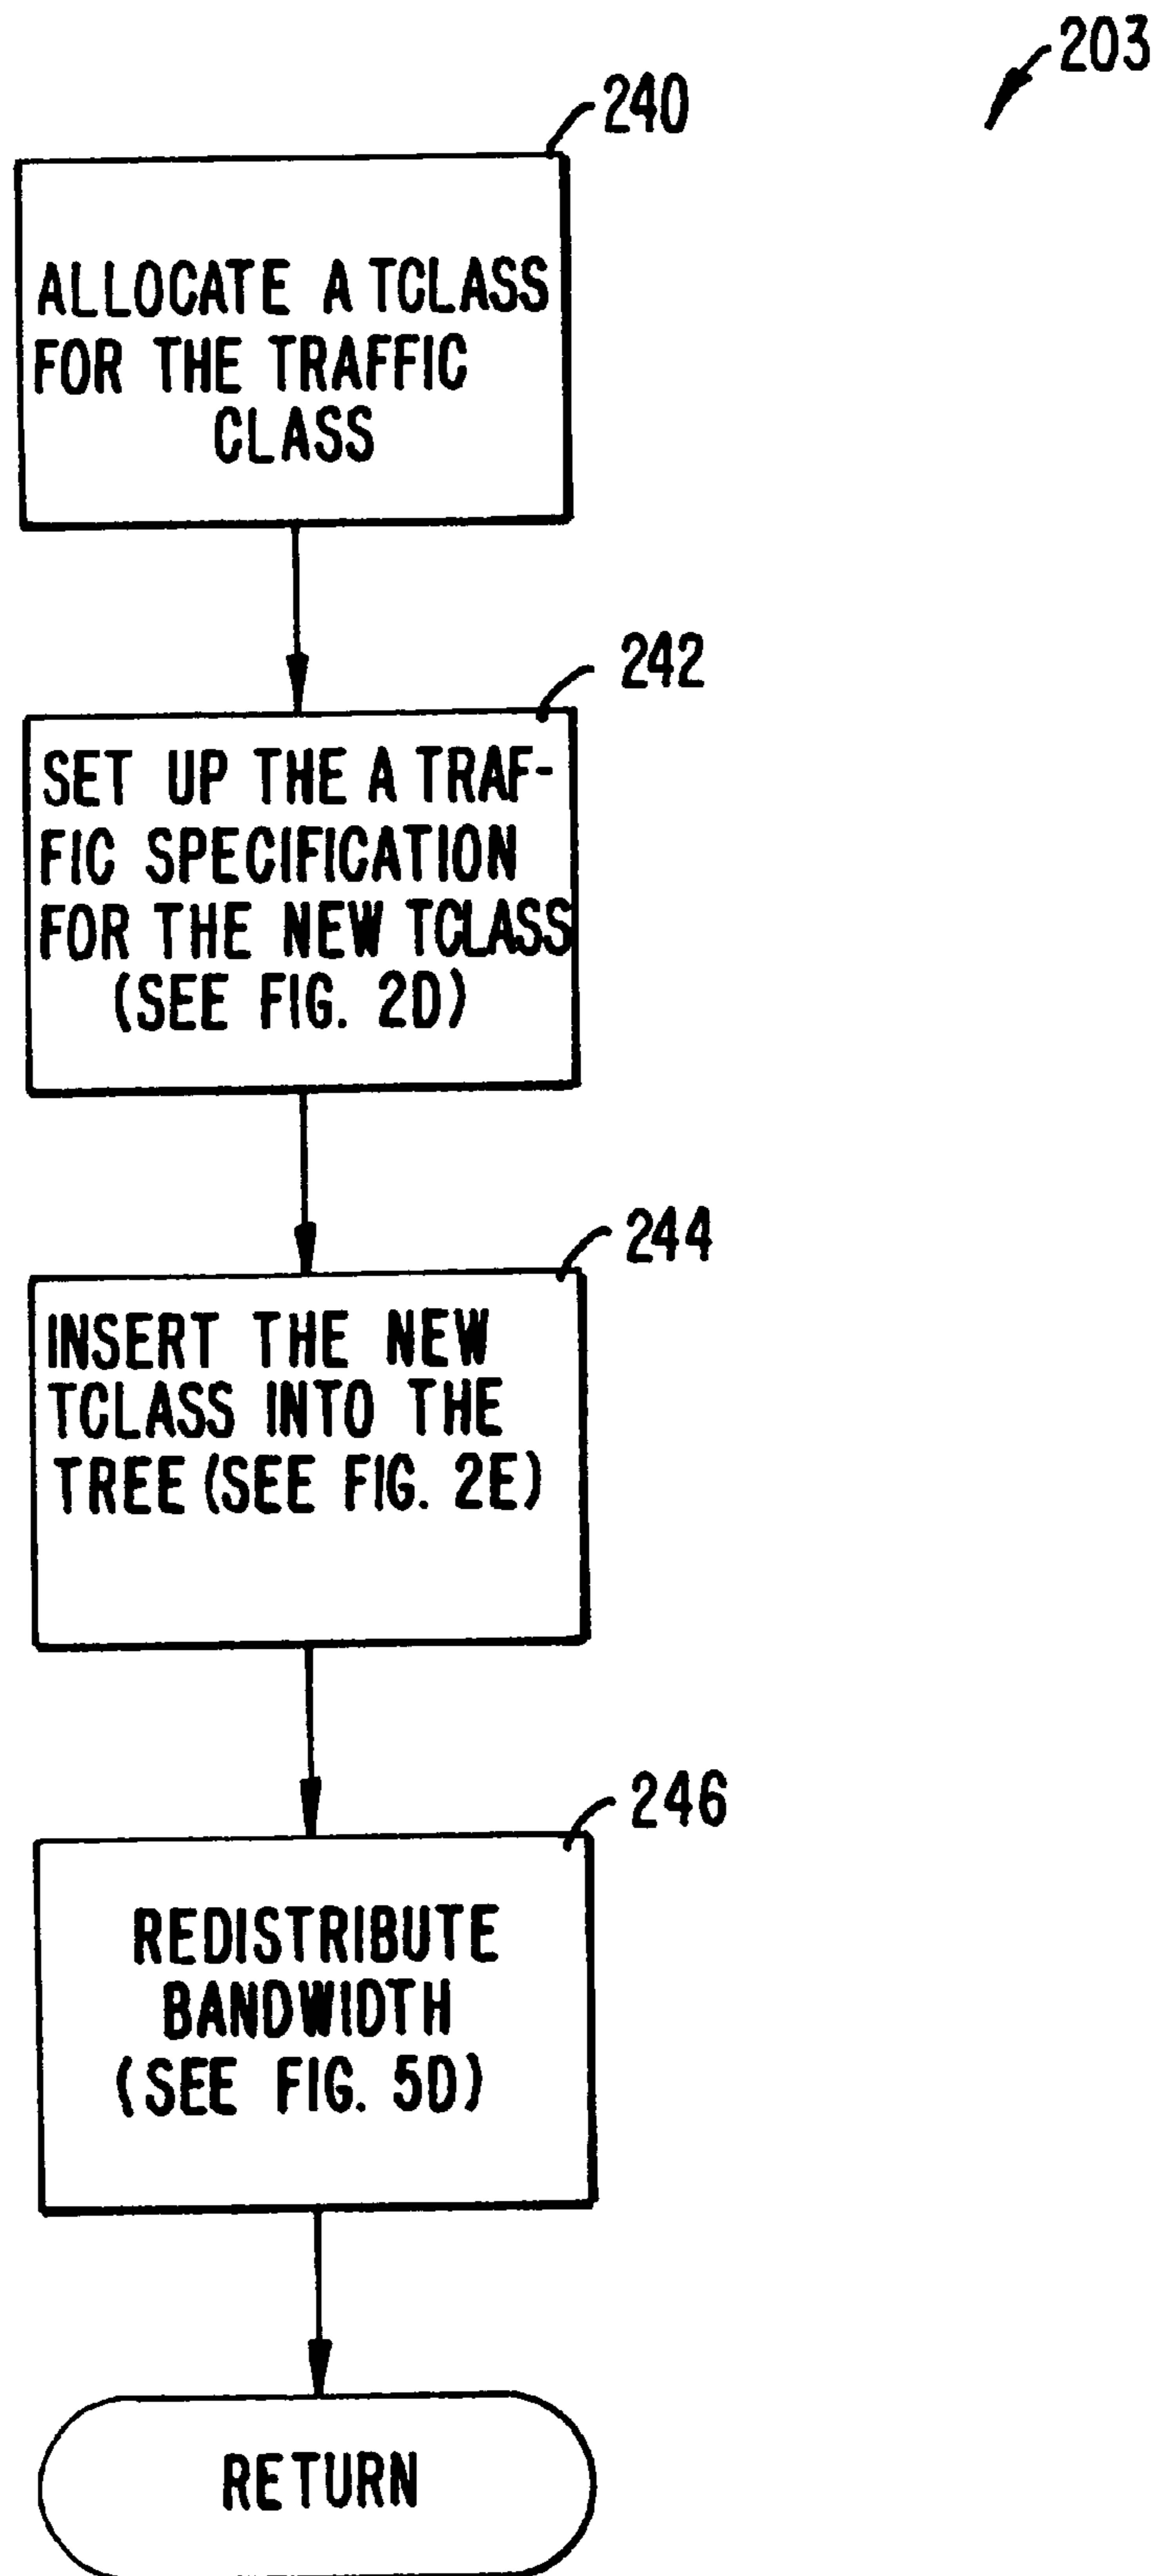 203
240
ALLOCATE A TCLASS
FOR THE TRAFFIC
CLASS
242
SET UP THE A TRAF-
FIC SPECIFICATION
FOR THE NEW TCLASS
(SEE FIG. 2D)
244
INSERT THE NEW
TCLASS INTO THE
TREE (SEE FIG. 2E)
246
REDISTRIBUTE
BANDWIDTH
(SEE FIG. 5D)
RETURN